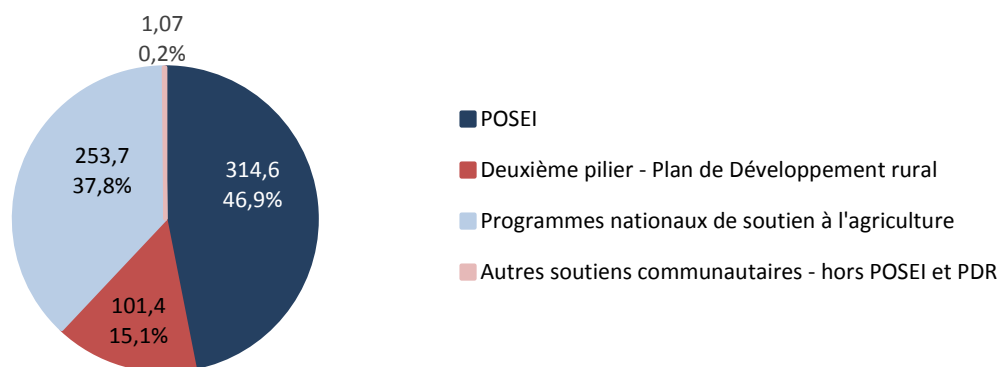 1,07
0,2%
253,7
37,8%
314,6
46,9%
101,4
15,1%
POSEI
Deuxième pilier - Plan de Développement rural
Programmes nationaux de soutien à l'agriculture
Autres soutiens communautaires - hors POSEI et PDR